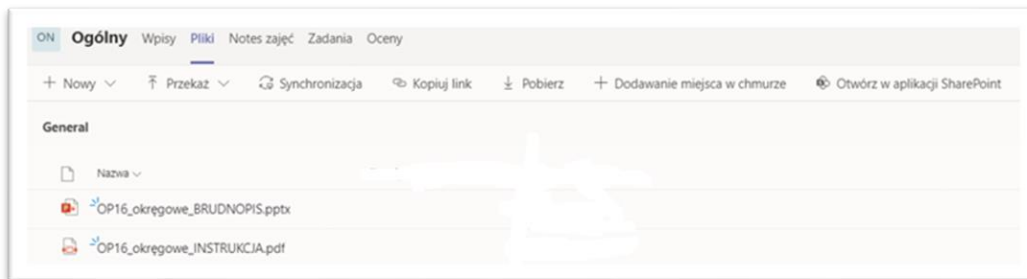 ON Ogólny Wpisy Pliki Notes zajęć Zadania Oceny
+ Nowy Przekaż Synchronizacja Kopiuj link Pobierz + Dodawanie miejsca w chmurze Otwórz w aplikacji SharePoint
General
Nazwa
OP16_okręgowe_BRUDNOPIS.pptx
OP16_okręgowe_INSTRUKCJA.pdf